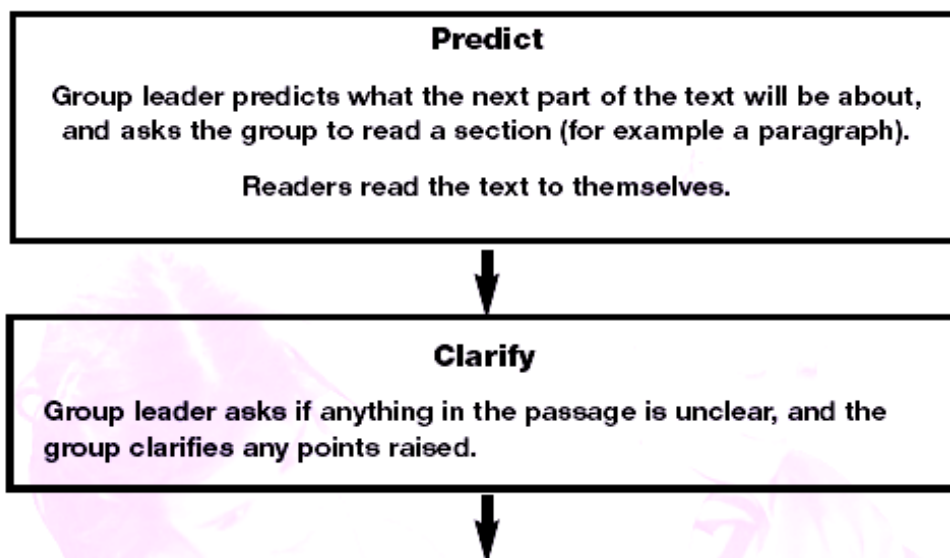 Predict
Group leader predicts what the next part of the text will be about,
and asks the group to read a section (for example a paragraph).
Readers read the text to themselves.
Clarify
Group leader asks if anything in the passage is unclear, and the
group clarifies any points raised.